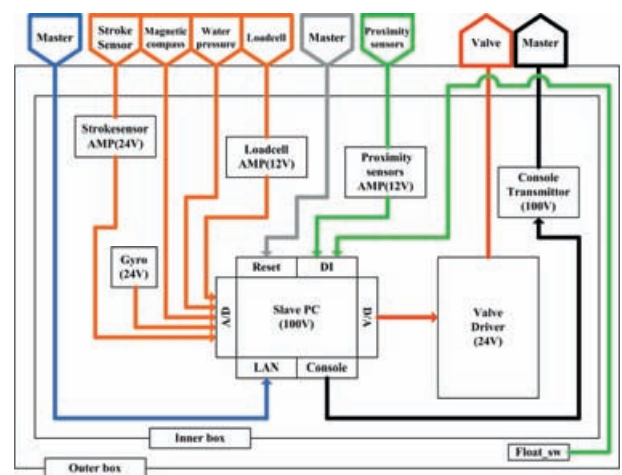 Master
Stroke
Sensor
Magnetic
compass
Water
pressure
Loadcell
Master
Proximity
sensors
Valve
Master
Strokesensor
AMP(24V)
Loadcell
AMP(12V)
Proximity
sensors
AMP(12V)
Console
Transmittor
(100V)
Gyro
(24V)
Reset
DI
A/D
Slave PC
(100V)
D/A
Valve
Driver
(24V)
LAN
Console
Inner box
Float_sw
Outer box